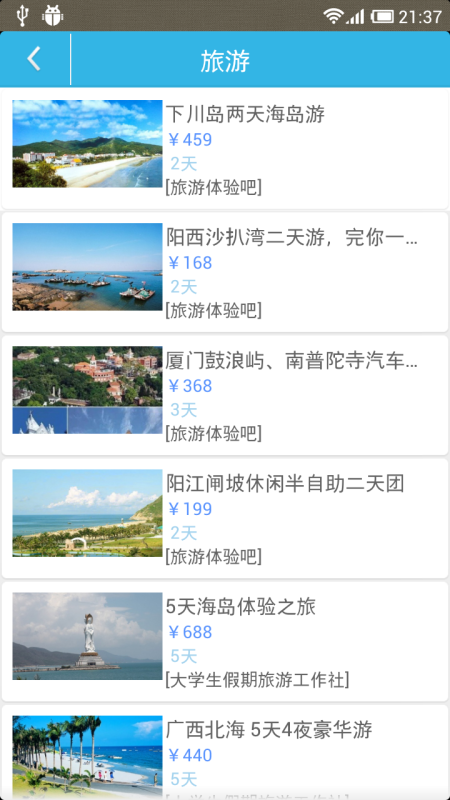 21:37
旅游
下川岛两天海岛游
￥459
2天
[旅游体验吧]
阳西沙扒湾二天游，完你一…
￥168
2天
[旅游体验吧]
厦门鼓浪屿、南普陀寺汽车…
￥368
3天
[旅游体验吧]
阳江闸坡休闲半自助二天团
￥199
2天
[旅游体验吧]
5天海岛体验之旅
￥688
5天
[大学生假期旅游工作社]
广西北海 5天4夜豪华游
￥440
5天